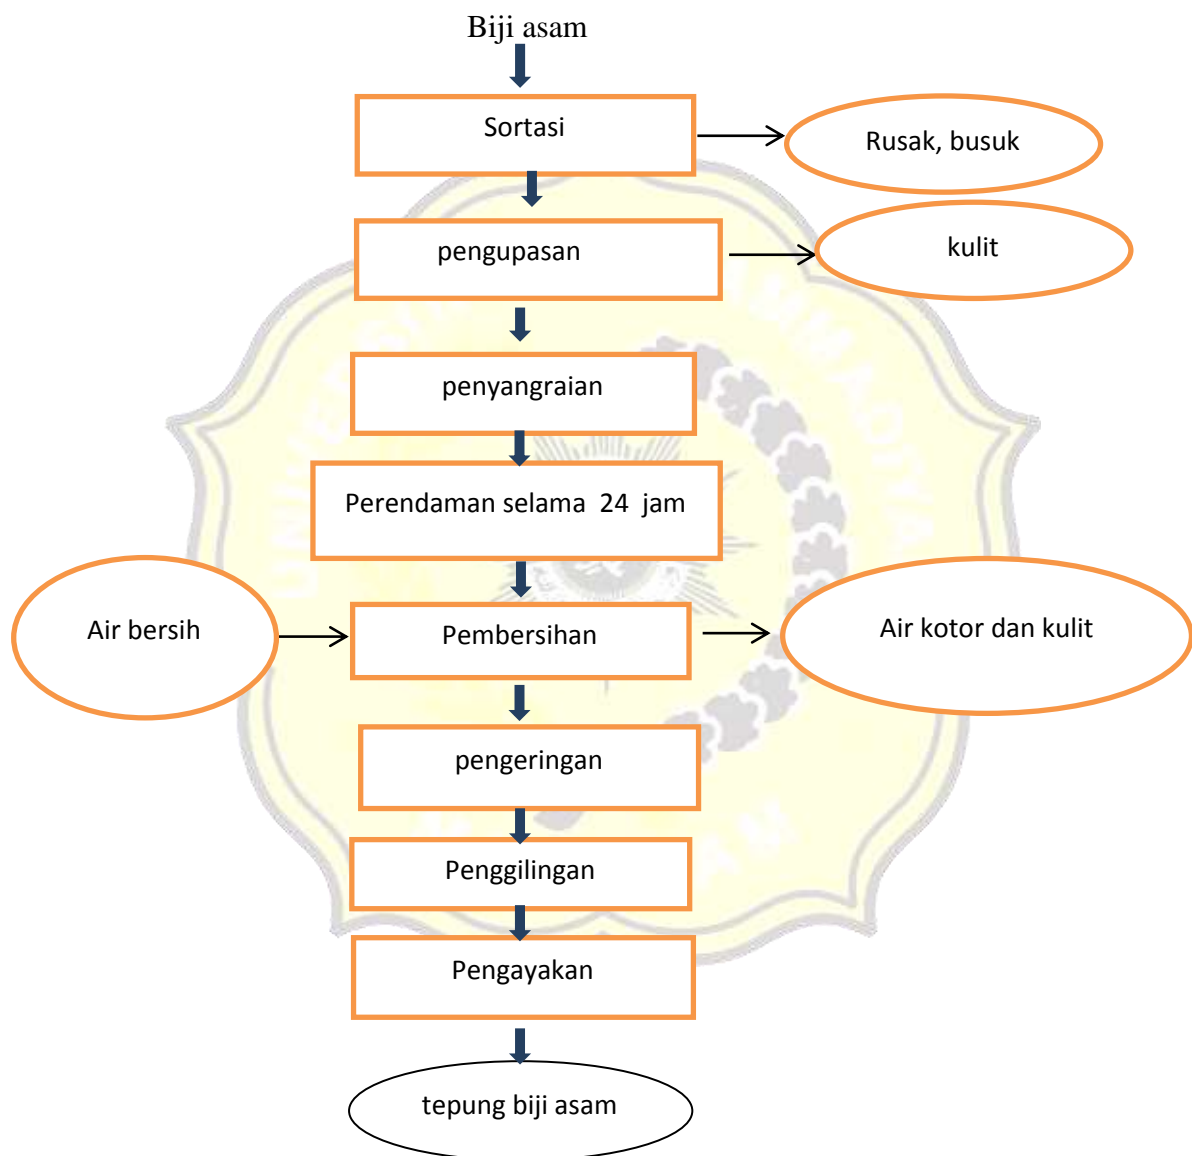 Biji asam
Sortasi
Rusak, busuk
pengupasan
kulit
penyangraian
Perendaman selama 24 jam
Air bersih
Pembersihan
Air kotor dan kulit
pengeringan
Penggilingan
Pengayakan
tepung biji asam